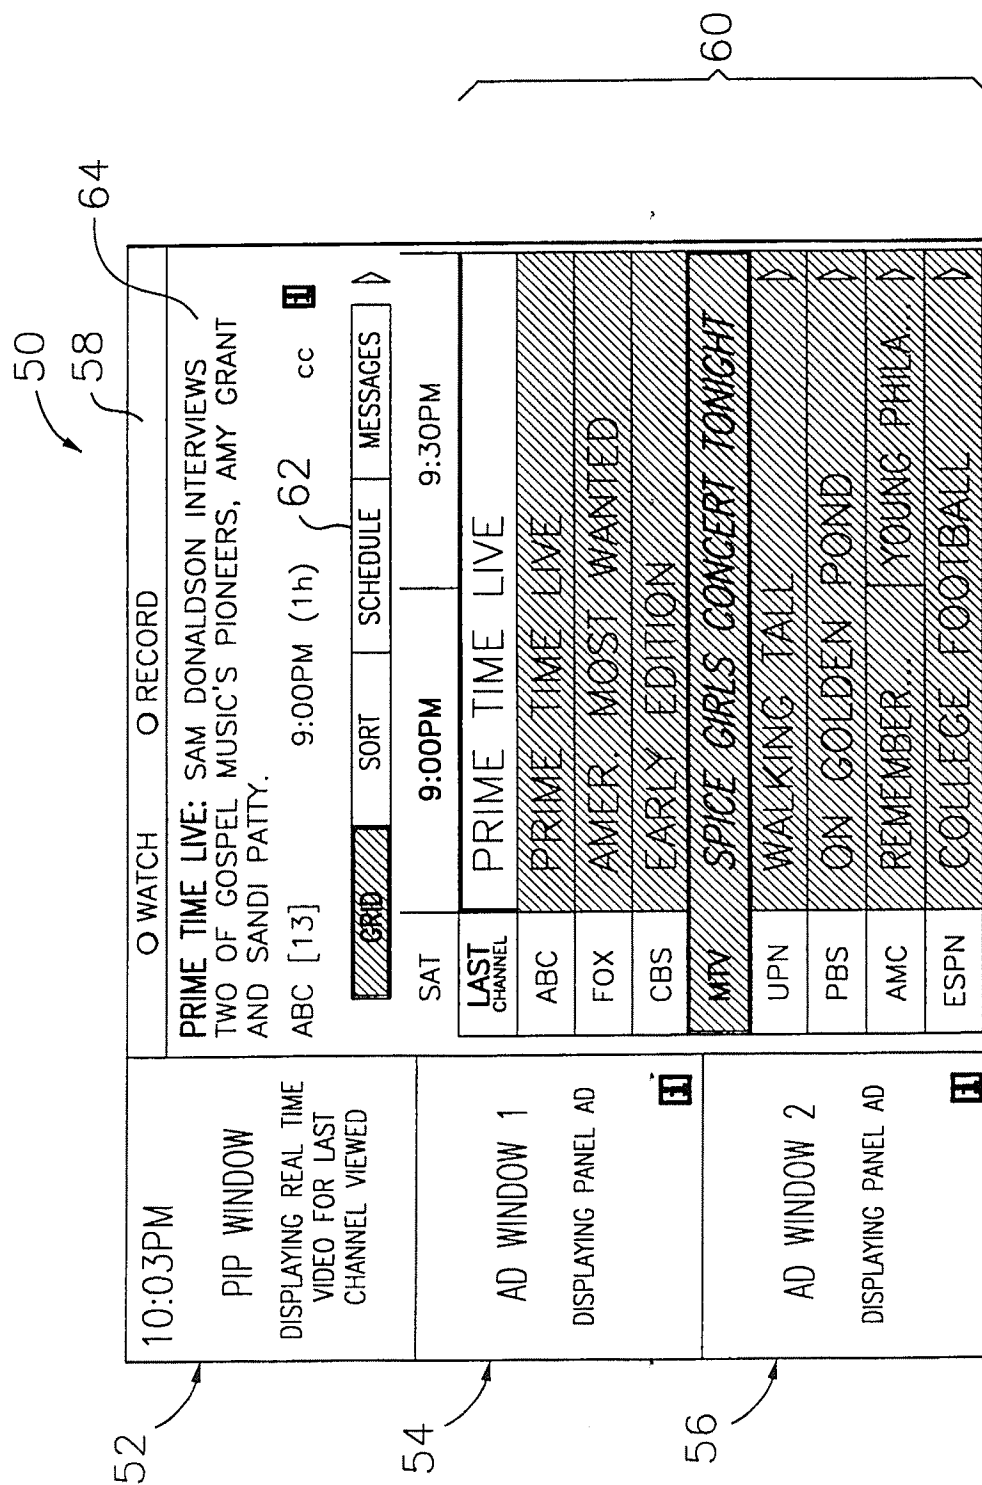 50
58
64
52
54
56
60
62
10:03PM
PIP WINDOW
DISPLAYING REAL TIME
VIDEO FOR LAST
CHANNEL VIEWED
AD WINDOW 1
DISPLAYING PANEL AD
i
AD WINDOW 2
DISPLAYING PANEL AD
i
O WATCH O RECORD
PRIME TIME LIVE: SAM DONALDSON INTERVIEWS
TWO OF GOSPEL MUSIC'S PIONEERS, AMY GRANT
AND SANDI PATTY.
ABC [13] 9:00PM (1h) cc i
GRID SORT SCHEDULE MESSAGES
SAT 9:00PM 9:30PM
LAST PRIME TIME LIVE
CHANNEL
ABC PRIME TIME LIVE
FOX AMER. MOST WANTED
CBS EARLY EDITION
MTV SPICE GIRLS CONCERT TONIGHT
UPN WALKING TALL
PBS ON GOLDEN POND
AMC REMEMBER... YOUNG PHILA...
ESPN COLLEGE FOOTBALL